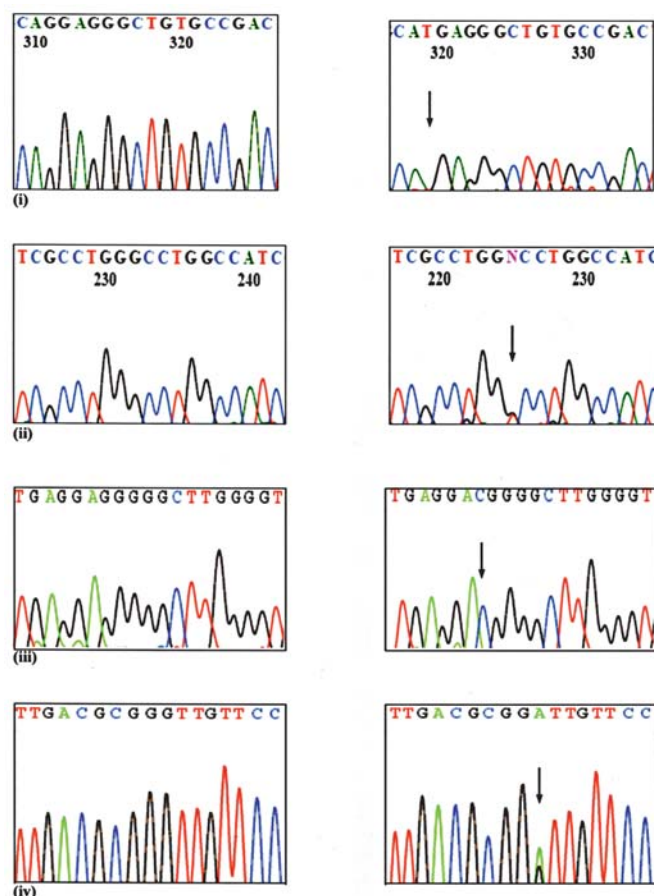 CAGGAGGGCTGTGCCGAC
310 320
(i)
CATGAGGGCTGTGCCGAC
320 330
TCGCCTGGGCCTGGCCATC
230 240
(ii)
TCGCCTGGNCCTGGCCATC
220 230
TGAGGAGGGGGCTTGGGGT
(iii)
TGAGGACGGGGCTTGGGGT
TTGACGCGGGTTGTTCC
(iv)
TTGACGCGGATTGTTCC